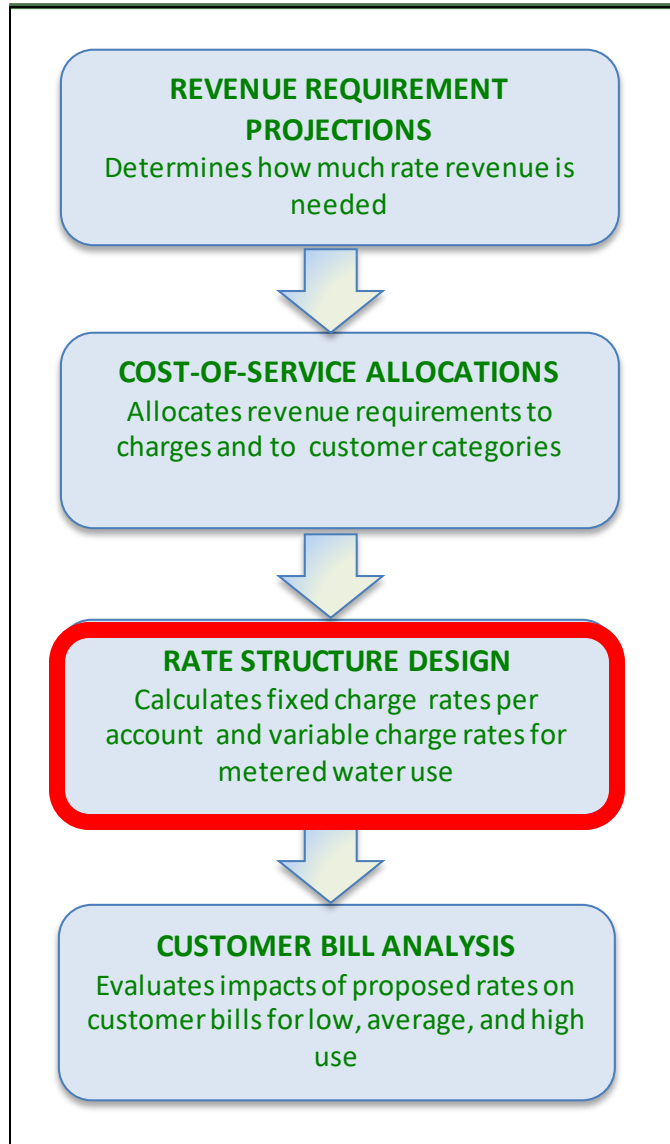 REVENUE REQUIREMENT
PROJECTIONS
Determines how much rate revenue is
needed
COST-OF-SERVICE ALLOCATIONS
Allocates revenue requirements to
charges and to customer categories
RATE STRUCTURE DESIGN
Calculates fixed charge rates per
account and variable charge rates for
metered water use
CUSTOMER BILL ANALYSIS
Evaluates impacts of proposed rates on
customer bills for low, average, and high
use